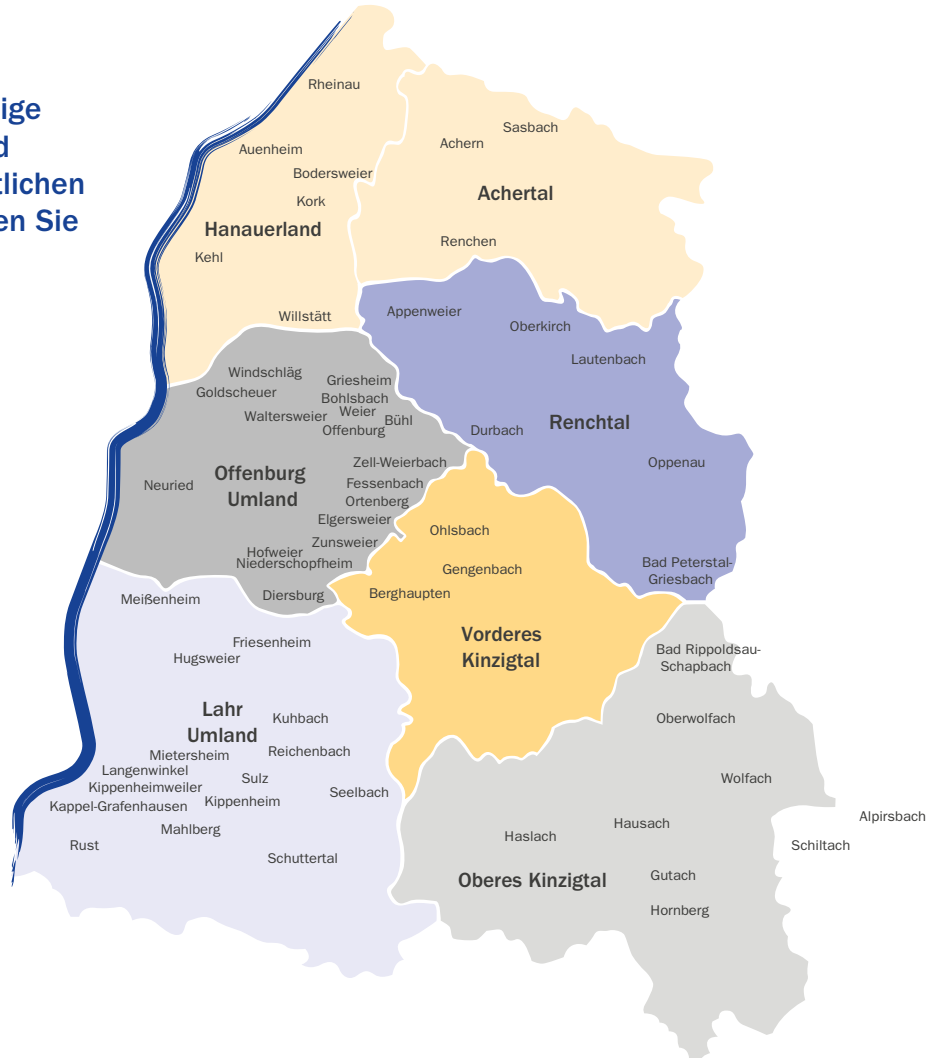 ige
d
tlichen
en Sie
Rheinau
Auenheim
Bodersweier
Kork
Hanauerland
Kehl
Willstätt
Sasbach
Achern
Achertal
Renchen
Appenweier
Oberkirch
Lautenbach
Renchtal
Durbach
Oppenau
Bad Peterstal-
Griesbach
Windschläg
Griesheim
Goldscheuer
Bohlsbach
Weier
Waltersweier
Bühl
Offenburg
Zell-Weierbach
Offenburg
Umland
Neuried
Fessenbach
Ortenberg
Elgersweier
Zunsweier
Hofweier
Niederschopfheim
Diersburg
Ohlsbach
Gengenbach
Berghaupten
Vorderes
Kinzigtal
Meißenheim
Friesenheim
Hugsweier
Lahr
Umland
Kuhbach
Reichenbach
Mietersheim
Langenwinkel
Sulz
Kippenheimweiler
Seelbach
Kippenheim
Kappel-Grafenhausen
Mahlberg
Rust
Schuttertal
Bad Rippoldsau-
Schapbach
Oberwolfach
Wolfach
Alpirsbach
Hausach
Haslach
Schiltach
Gutach
Oberes Kinzigtal
Hornberg